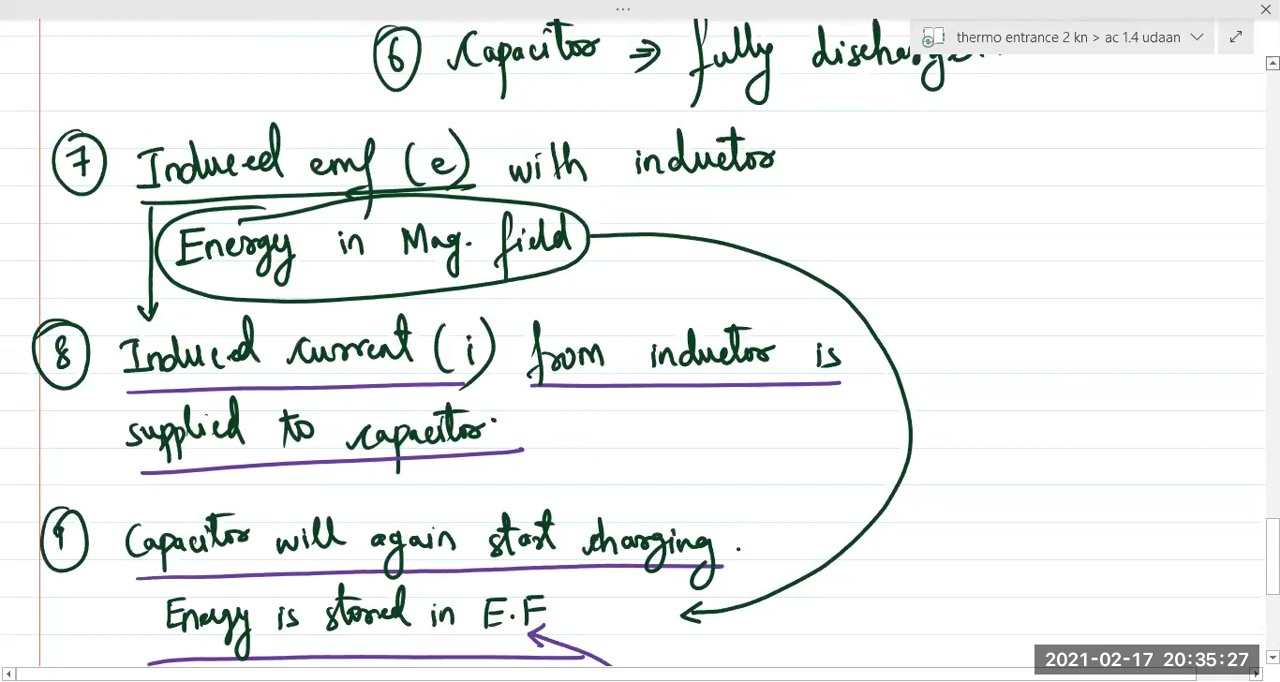 ...
thermo entrance 2 kn > ac 1.4 udaan
⑥ Capacitor ⇒ fully discharge
⑦ Induced emf (e) with inductor
Energy in Mag. field
⑧ Induced current (i) from inductor is
supplied to capacitor.
⑨ Capacitor will again start charging.
Energy is stored in E.F
2021-02-17 20:35:27